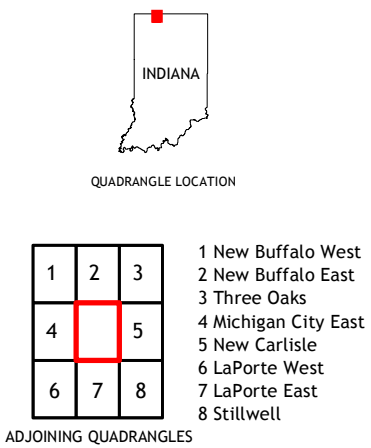 INDIANA
QUADRANGLE LOCATION
1 2 3
4 5
6 7 8
1 New Buffalo West
2 New Buffalo East
3 Three Oaks
4 Michigan City East
5 New Carlisle
6 LaPorte West
7 LaPorte East
8 Stillwell
ADJOINING QUADRANGLES